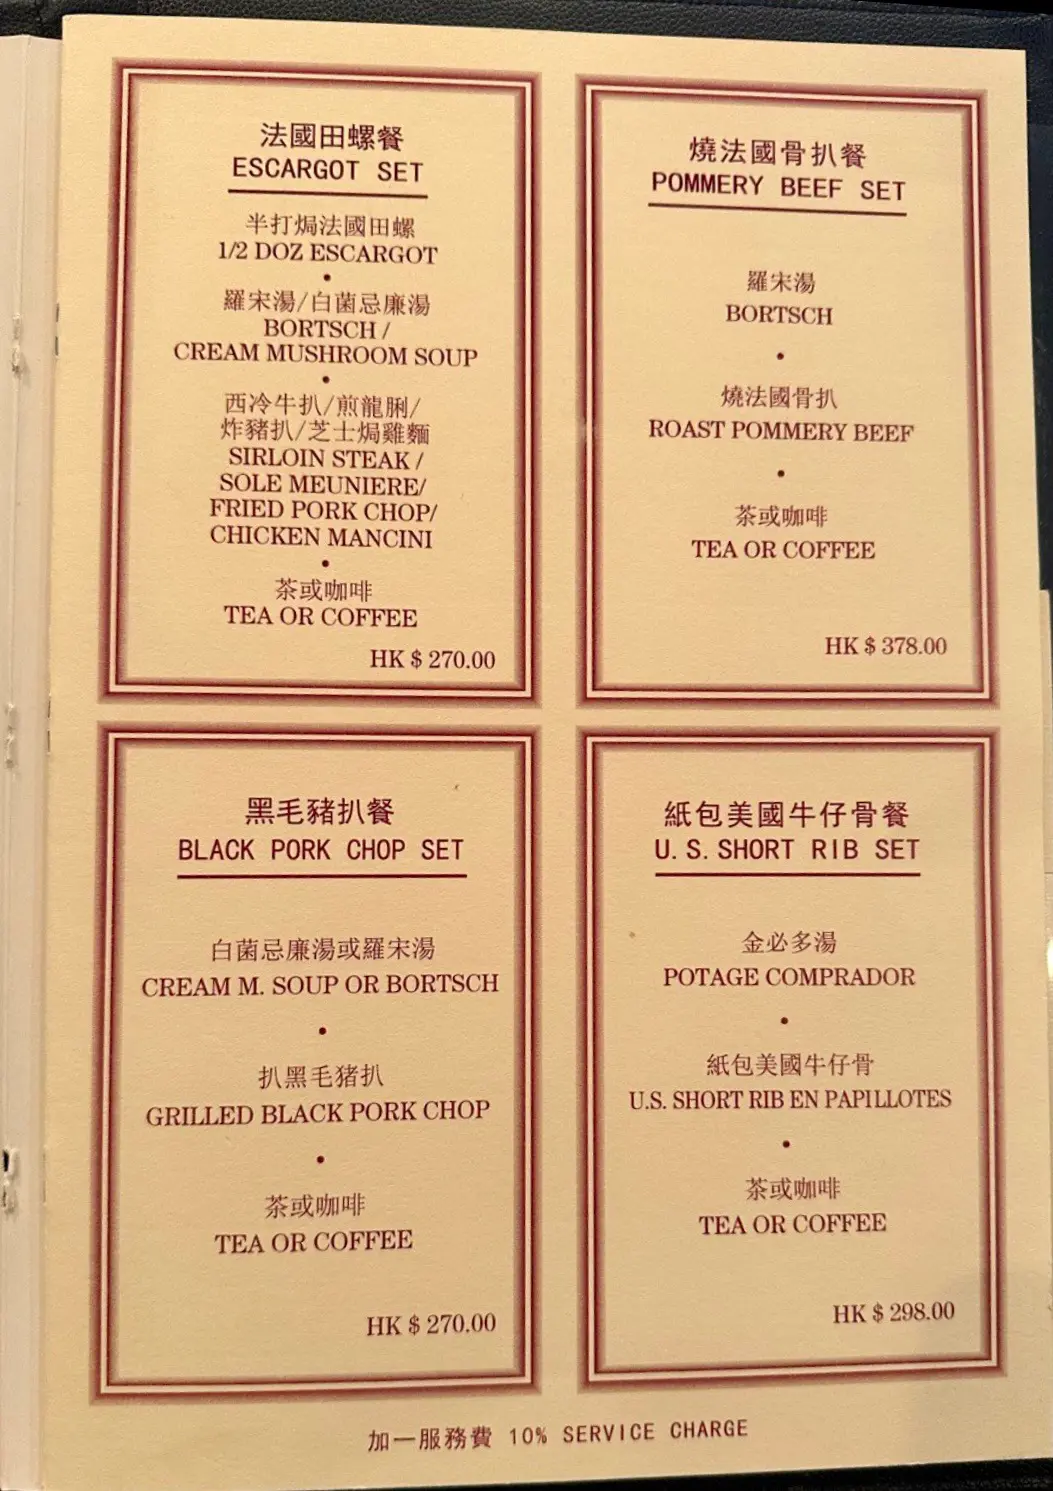 法國田螺餐
ESCARGOT SET
半打焗法國田螺
1/2 DOZ ESCARGOT
•
羅宋湯/白菌忌廉湯
BORTSCH /
CREAM MUSHROOM SOUP
•
西冷牛扒/煎龍脷/
炸豬扒/芝士焗雞麵
SIRLOIN STEAK /
SOLE MEUNIERE/
FRIED PORK CHOP/
CHICKEN MANCINI
•
茶或咖啡
TEA OR COFFEE
HK $ 270.00
燒法國骨扒餐
POMMERY BEEF SET
羅宋湯
BORTSCH
•
燒法國骨扒
ROAST POMMERY BEEF
•
茶或咖啡
TEA OR COFFEE
HK $ 378.00
黑毛豬扒餐
BLACK PORK CHOP SET
白菌忌廉湯或羅宋湯
CREAM M. SOUP OR BORTSCH
•
扒黑毛猪扒
GRILLED BLACK PORK CHOP
•
茶或咖啡
TEA OR COFFEE
HK $ 270.00
紙包美國牛仔骨餐
U.S. SHORT RIB SET
金必多湯
POTAGE COMPRADOR
•
紙包美國牛仔骨
U.S. SHORT RIB EN PAPILLOTES
•
茶或咖啡
TEA OR COFFEE
HK $ 298.00
加一服務費 10% SERVICE CHARGE